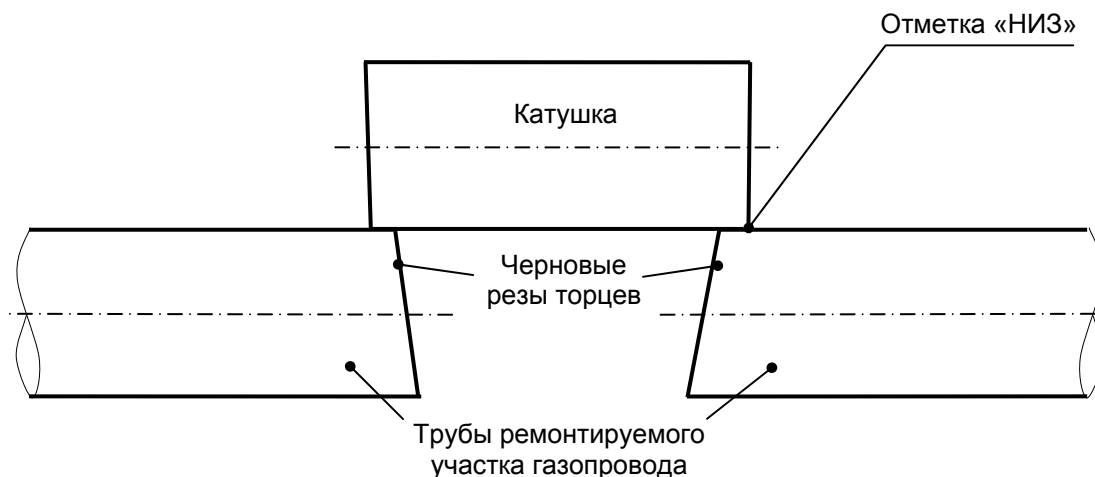 Отметка «НИЗ»
Катушка
Черновые
резы торцев
Трубы ремонтируемого
участка газопровода